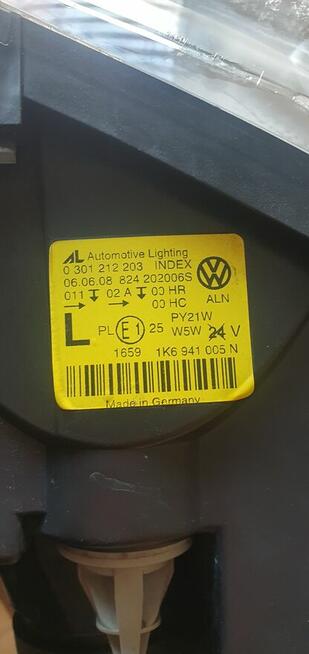 AL Automotive Lighting
0 301 212 203 INDEX
06.06.08 824 202006S
011 02 A 00 HR
00 HC
ALN
L PL E1 25 PY21W
W5W 24 V
1659 1K6 941 005 N
Made in Germany